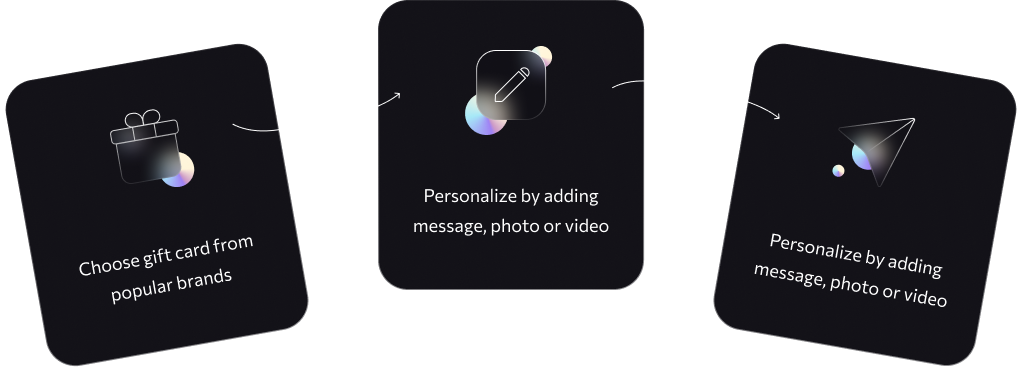 Choose gift card from
popular brands
Personalize by adding
message, photo or video
Personalize by adding
message, photo or video